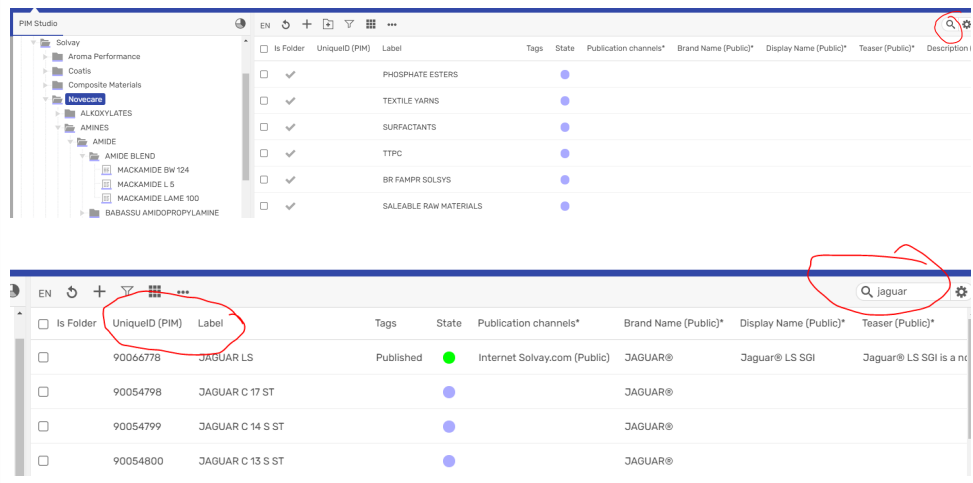 PIM Studio
EN
Solvay
Aroma Performance
Coatis
Composite Materials
Novecare
ALKOXYLATES
AMINES
AMIDE
AMIDE BLEND
MACKAMIDE BW 124
MACKAMIDE L 5
MACKAMIDE LAME 100
BABASSU AMIDOPROPYLAMINE
Is Folder UniqueID (PIM) Label Tags State Publication channels* Brand Name (Public)* Display Name (Public)* Teaser (Public)* Description
PHOSPHATE ESTERS
TEXTILE YARNS
SURFACTANTS
TTPC
BR FAMPR SOLSYS
SALEABLE RAW MATERIALS
EN jaguar
Is Folder UniqueID (PIM) Label Tags State Publication channels* Brand Name (Public)* Display Name (Public)* Teaser (Public)*
90066778 JAGUAR LS Published Internet Solvay.com (Public) JAGUAR® Jaguar® LS SGI Jaguar® LS SGI is a no
90054798 JAGUAR C 17 ST JAGUAR®
90054799 JAGUAR C 14 S ST JAGUAR®
90054800 JAGUAR C 13 S ST JAGUAR®